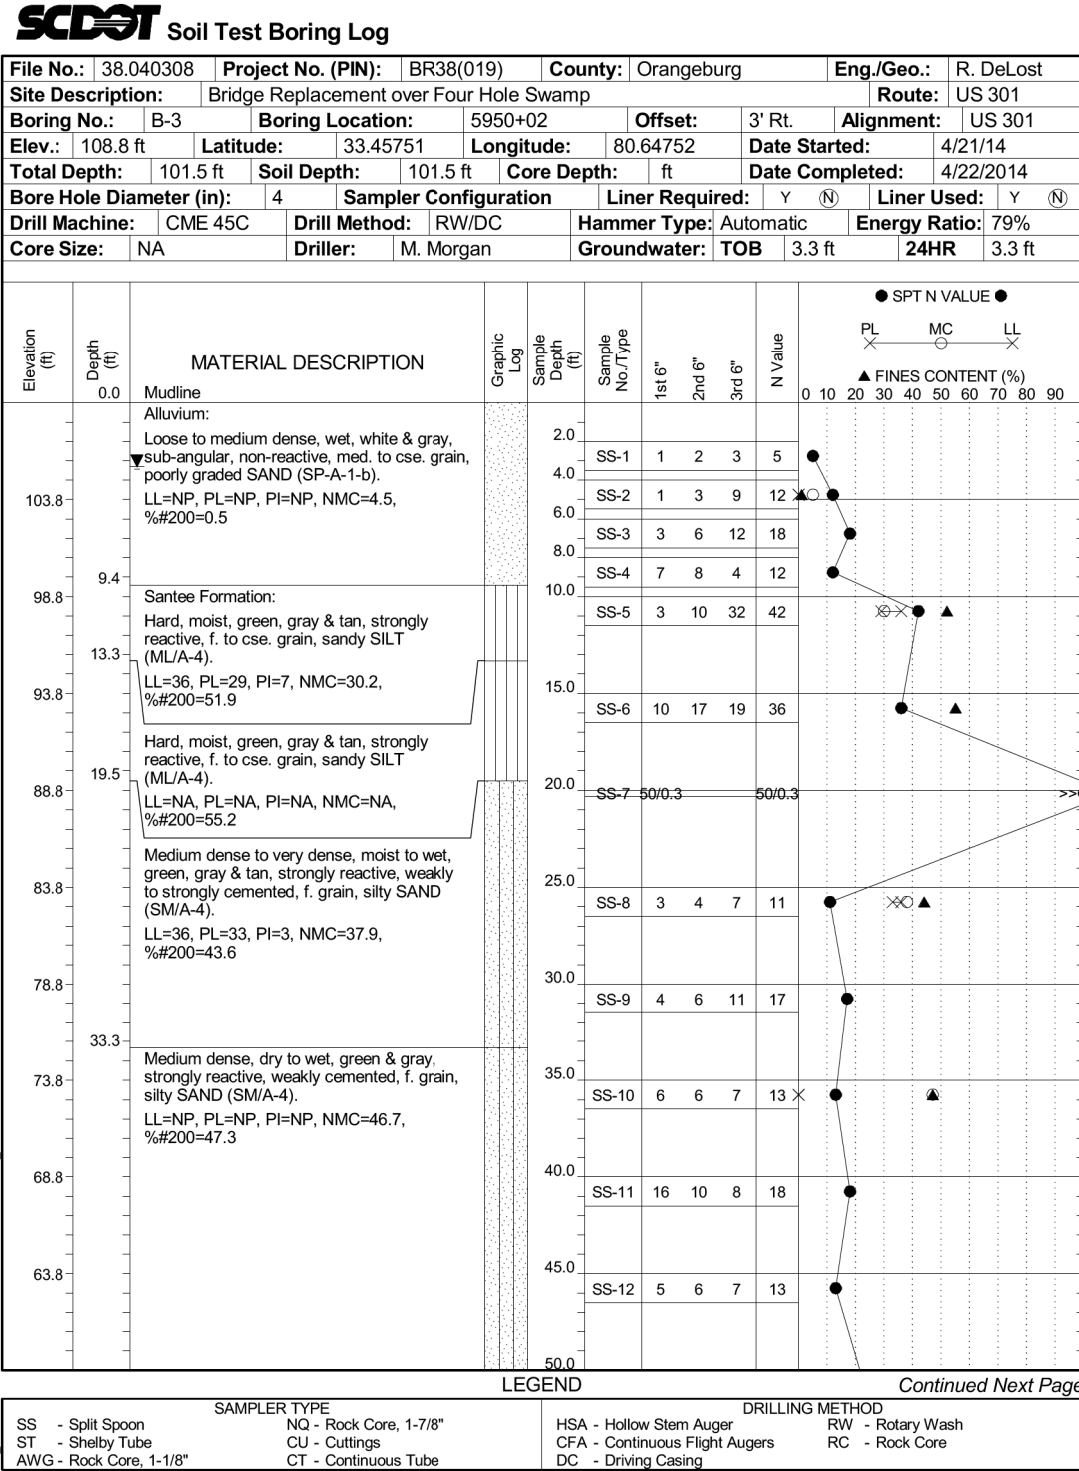 SCDOT Soil Test Boring Log
File No.: 38.040308 Project No. (PIN): BR38(019) County: Orangeburg Eng./Geo.: R. DeLost
Site Description: Bridge Replacement over Four Hole Swamp Route: US 301
Boring No.: B-3 Boring Location: 5950+02 Offset: 3' Rt. Alignment: US 301
Elev.: 108.8 ft Latitude: 33.45751 Longitude: 80.64752 Date Started: 4/21/14
Total Depth: 101.5 ft Soil Depth: 101.5 ft Core Depth: ft Date Completed: 4/22/2014
Bore Hole Diameter (in): 4 Sampler Configuration Liner Required: Y N Liner Used: Y N
Drill Machine: CME 45C Drill Method: RW/DC Hammer Type: Automatic Energy Ratio: 79%
Core Size: NA Driller: M. Morgan Groundwater: TOB 3.3 ft 24HR 3.3 ft
Elevation (ft) Depth (ft) MATERIAL DESCRIPTION Graphic Log Sample Depth (ft) Sample No./Type 1st 6" 2nd 6" 3rd 6" N Value
● SPT N VALUE ●
PL MC LL
▲ FINES CONTENT (%)
0 10 20 30 40 50 60 70 80 90
0.0 Mudline
Alluvium:
Loose to medium dense, wet, white & gray,
sub-angular, non-reactive, med. to cse. grain,
poorly graded SAND (SP-A-1-b).
LL=NP, PL=NP, PI=NP, NMC=4.5,
%#200=0.5
2.0
SS-1 1 2 3 5
4.0
103.8 SS-2 1 3 9 12
6.0
SS-3 3 6 12 18
8.0
SS-4 7 8 4 12
9.4
10.0
98.8 Santee Formation:
SS-5 3 10 32 42
Hard, moist, green, gray & tan, strongly
reactive, f. to cse. grain, sandy SILT
(ML/A-4).
13.3
LL=36, PL=29, PI=7, NMC=30.2,
%#200=51.9
93.8 15.0
SS-6 10 17 19 36
Hard, moist, green, gray & tan, strongly
reactive, f. to cse. grain, sandy SILT
(ML/A-4).
19.5
LL=NA, PL=NA, PI=NA, NMC=NA,
%#200=55.2
88.8 20.0
SS-7 50/0.3 50/0.3 >>
Medium dense to very dense, moist to wet,
green, gray & tan, strongly reactive, weakly
to strongly cemented, f. grain, silty SAND
(SM/A-4).
LL=36, PL=33, PI=3, NMC=37.9,
%#200=43.6
83.8 25.0
SS-8 3 4 7 11
78.8 30.0
SS-9 4 6 11 17
33.3
Medium dense, dry to wet, green & gray,
strongly reactive, weakly cemented, f. grain,
silty SAND (SM/A-4).
LL=NP, PL=NP, PI=NP, NMC=46.7,
%#200=47.3
73.8 35.0
SS-10 6 6 7 13
68.8 40.0
SS-11 16 10 8 18
63.8 45.0
SS-12 5 6 7 13
50.0
LEGEND Continued Next Page
SAMPLER TYPE
SS - Split Spoon NQ - Rock Core, 1-7/8"
ST - Shelby Tube CU - Cuttings
AWG - Rock Core, 1-1/8" CT - Continuous Tube
DRILLING METHOD
HSA - Hollow Stem Auger RW - Rotary Wash
CFA - Continuous Flight Augers RC - Rock Core
DC - Driving Casing